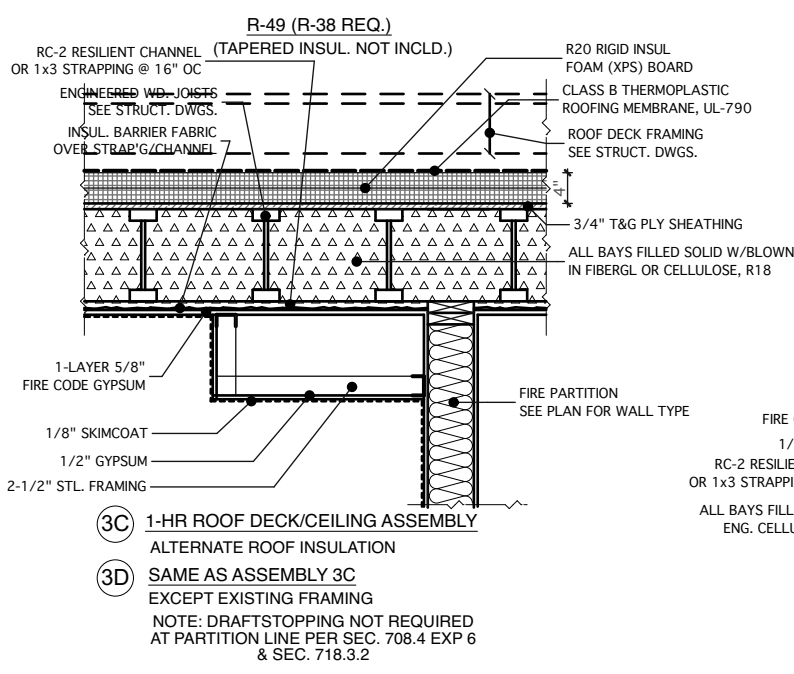 R-49 (R-38 REQ.)
(TAPERED INSUL. NOT INCLD.)
RC-2 RESILIENT CHANNEL
OR 1x3 STRAPPING @ 16" OC
ENGINEERED WD. JOISTS
SEE STRUCT. DWGS.
INSUL. BARRIER FABRIC
OVER STRAP'G/CHANNEL
R20 RIGID INSUL
FOAM (XPS) BOARD
CLASS B THERMOPLASTIC
ROOFING MEMBRANE, UL-790
ROOF DECK FRAMING
SEE STRUCT. DWGS.
4"
3/4" T&G PLY SHEATHING
ALL BAYS FILLED SOLID W/BLOWN
IN FIBERGL OR CELLULOSE, R18
1-LAYER 5/8"
FIRE CODE GYPSUM
1/8" SKIMCOAT
1/2" GYPSUM
2-1/2" STL. FRAMING
FIRE PARTITION
SEE PLAN FOR WALL TYPE
3C 1-HR ROOF DECK/CEILING ASSEMBLY
ALTERNATE ROOF INSULATION
3D SAME AS ASSEMBLY 3C
EXCEPT EXISTING FRAMING
NOTE: DRAFTSTOPPING NOT REQUIRED
AT PARTITION LINE PER SEC. 708.4 EXP 6
& SEC. 718.3.2
FIRE
1/
RC-2 RESILIE
OR 1x3 STRAPPI
ALL BAYS FILL
ENG. CELLU